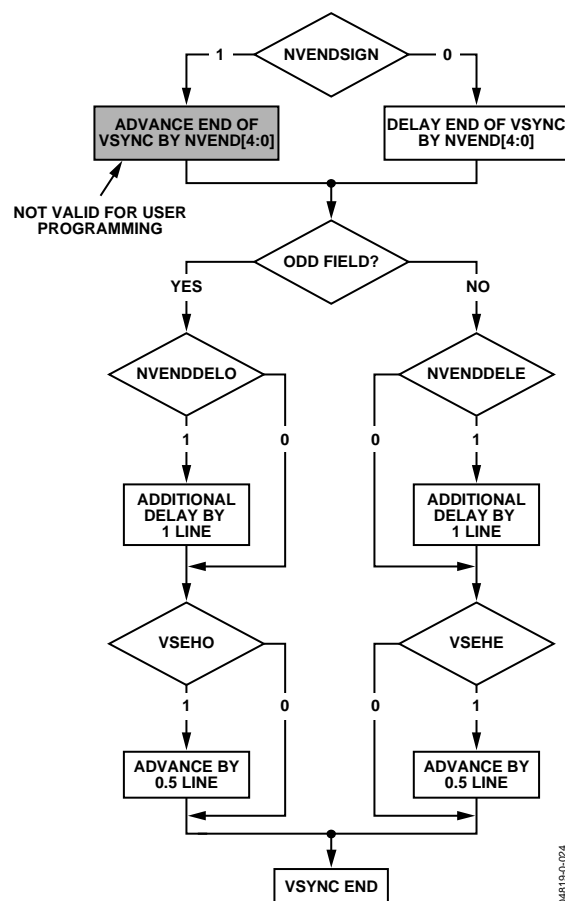 NVENDSIGN
1
0
ADVANCE END OF
VSYNC BY NVEND[4:0]
DELAY END OF VSYNC
BY NVEND[4:0]
NOT VALID FOR USER
PROGRAMMING
ODD FIELD?
YES
NO
NVENDDELO
NVENDDELE
1
0
0
1
ADDITIONAL
DELAY BY
1 LINE
ADDITIONAL
DELAY BY
1 LINE
VSEHO
VSEHE
1
0
0
1
ADVANCE BY
0.5 LINE
ADVANCE BY
0.5 LINE
VSYNC END
04819-0-024